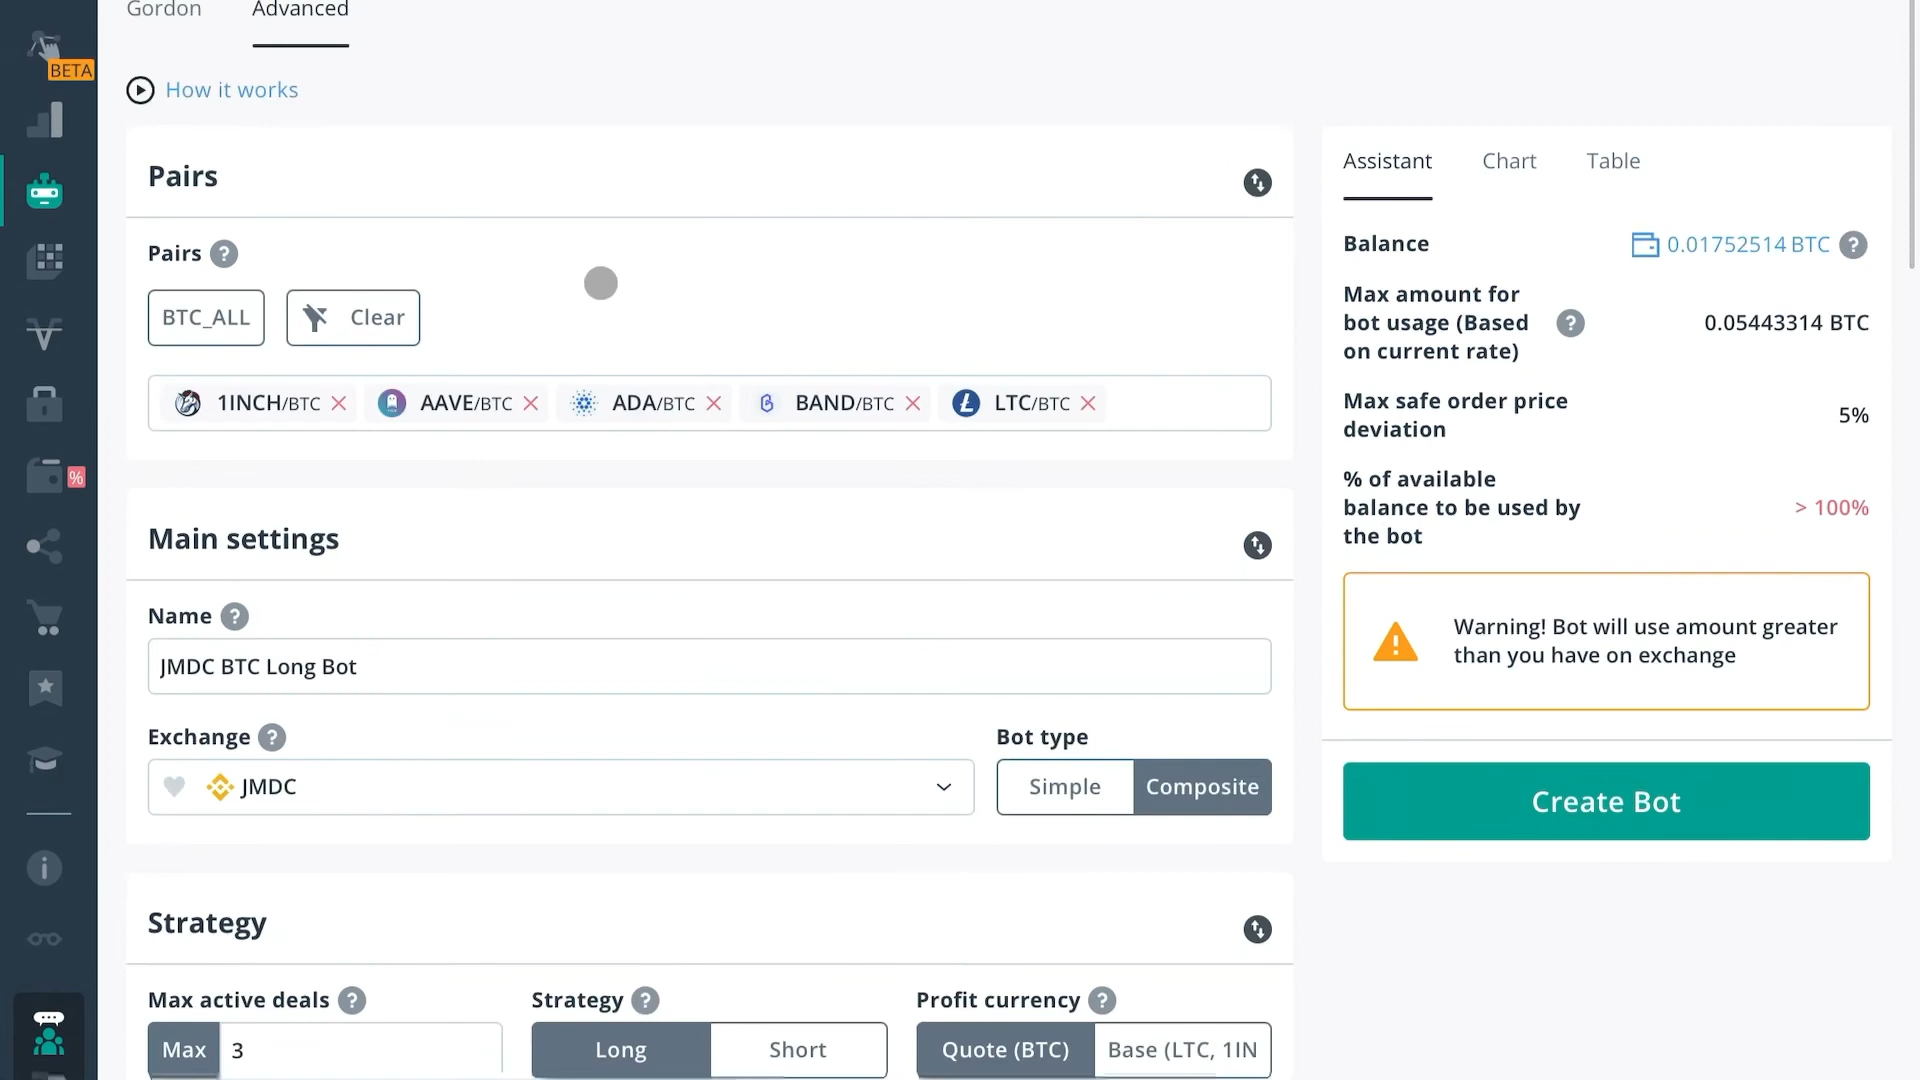 Gordon
Advanced
BETA
How it works
Pairs
Pairs ?
BTC_ALL
Clear
1INCH/BTC
AAVE/BTC
ADA/BTC
BAND/BTC
LTC/BTC
Main settings
Name ?
JMDC BTC Long Bot
Exchange ?
JMDC
Bot type
Simple
Composite
Strategy
Max active deals ?
Max
3
Strategy ?
Long
Short
Profit currency ?
Quote (BTC)
Base (LTC, 1IN
Assistant
Chart
Table
Balance
0.01752514 BTC ?
Max amount for
bot usage (Based ?
on current rate)
0.05443314 BTC
Max safe order price
deviation
5%
% of available
balance to be used by
the bot
> 100%
Warning! Bot will use amount greater
than you have on exchange
Create Bot
%